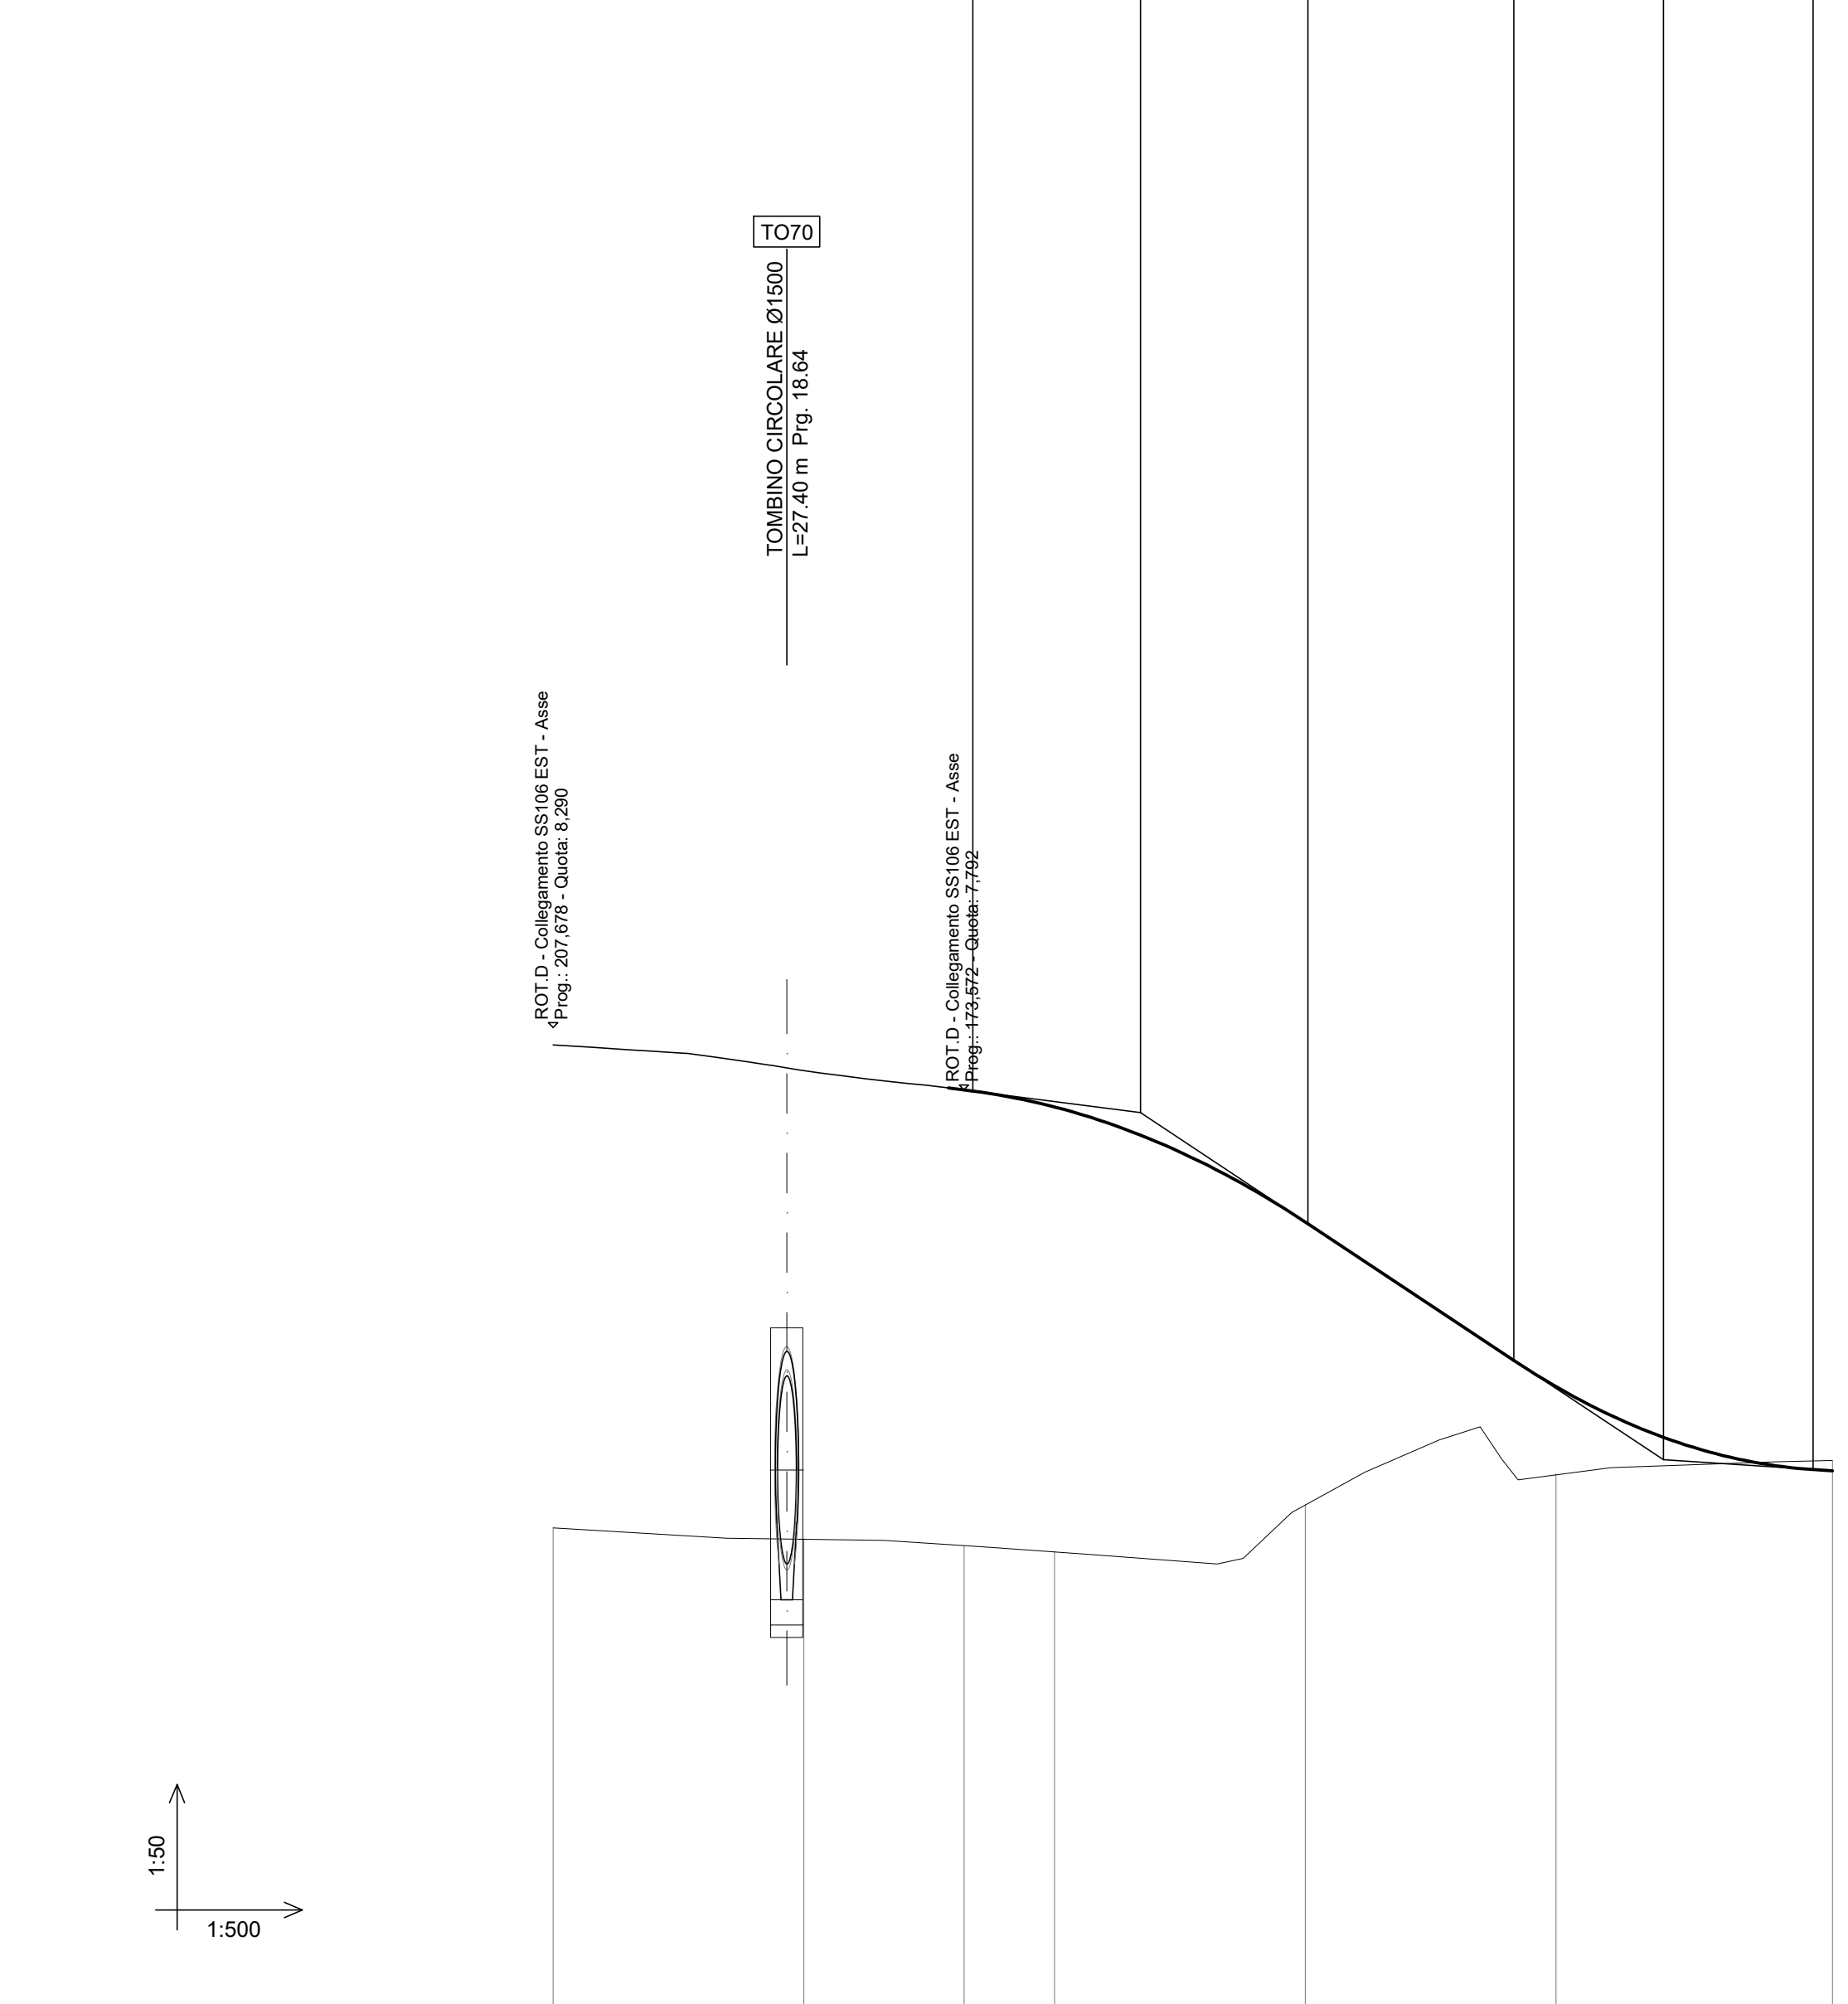 TO70
TOMBINO CIRCOLARE Ø1500
L=27.40 m Prg. 18.64
ROT.D - Collegamento SS106 EST - Asse
Prog.: 207,678 - Quota: 8,290
ROT.D - Collegamento SS106 EST - Asse
Prog.: 173,572 - Quota: 7,792
1:50
1:500